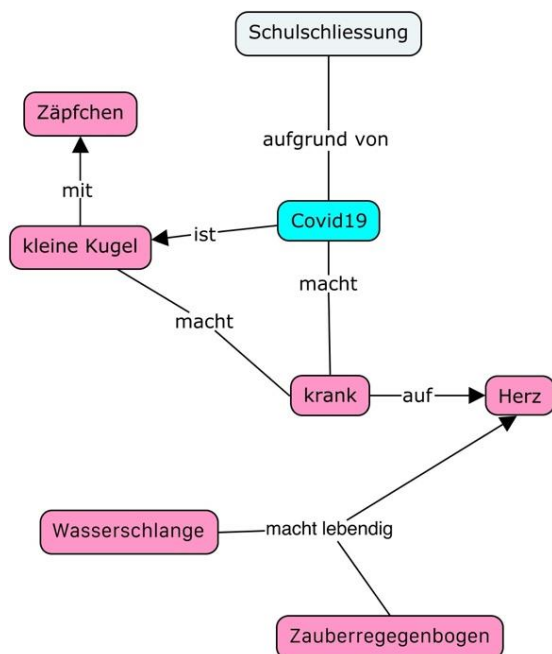 Schulschliessung
Zäpfchen
aufgrund von
mit
Covid19
ist
kleine Kugel
macht
macht
krank
auf
Herz
Wasserschlange
macht lebendig
Zauberregegenbogen